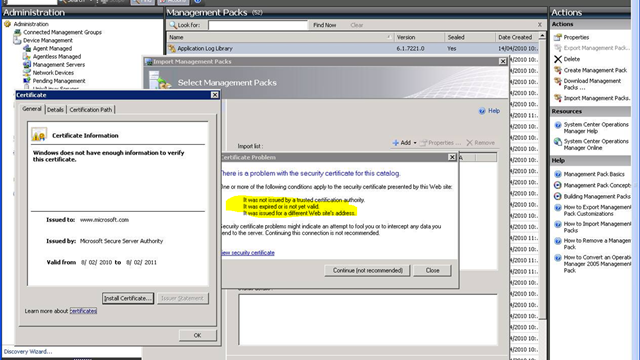 Search
Scope
Find
Actions
Administration
Administration
Connected Management Groups
Device Management
Agent Managed
Agentless Managed
Management Servers
Network Devices
Pending Management
Management Packs (52)
Look for:
Find Now
Clear
Name
Version
Sealed
Date Created
Application Log Library
6.1.7221.0
Yes
14/04/2010 10:..
Import Management Packs
Select Management Packs
Help
Import list :
Add
Properties ...
Remove
Certificate
General
Details
Certification Path
Certificate Information
Windows does not have enough information to verify
this certificate.
Issued to: www.microsoft.com
Issued by: Microsoft Secure Server Authority
Valid from 8/ 02/ 2010 to 8/ 02/ 2011
Install Certificate...
Issuer Statement
Learn more about certificates
OK
Certificate Problem
There is a problem with the security certificate for this catalog.
One or more of the following conditions apply to the security certificate presented by this Web site:
It was not issued by a trusted certification authority.
It was expired or is not yet valid.
It was issued for a different Web site's address.
Security certificate problems might indicate an attempt to fool you or to intercept any data you
send to the server. Continuing this connection is not recommended.
View security certificate
Continue (not recommended)
Close
Discovery Wizard...
Actions
Actions
Properties
Export Management Pack...
Delete
Create Management Pack
Download Management
Packs ...
Import Management Packs...
Resources
System Center Operations
Manager Help
System Center Operations
Manager Online
Help
Management Pack Basics
Management Pack Concepts
How to Export Management
Pack Customizations
How to Import Management
Packs
How to Remove a Management
Pack
How to Convert an Operations
Manager 2005 Management
Pack